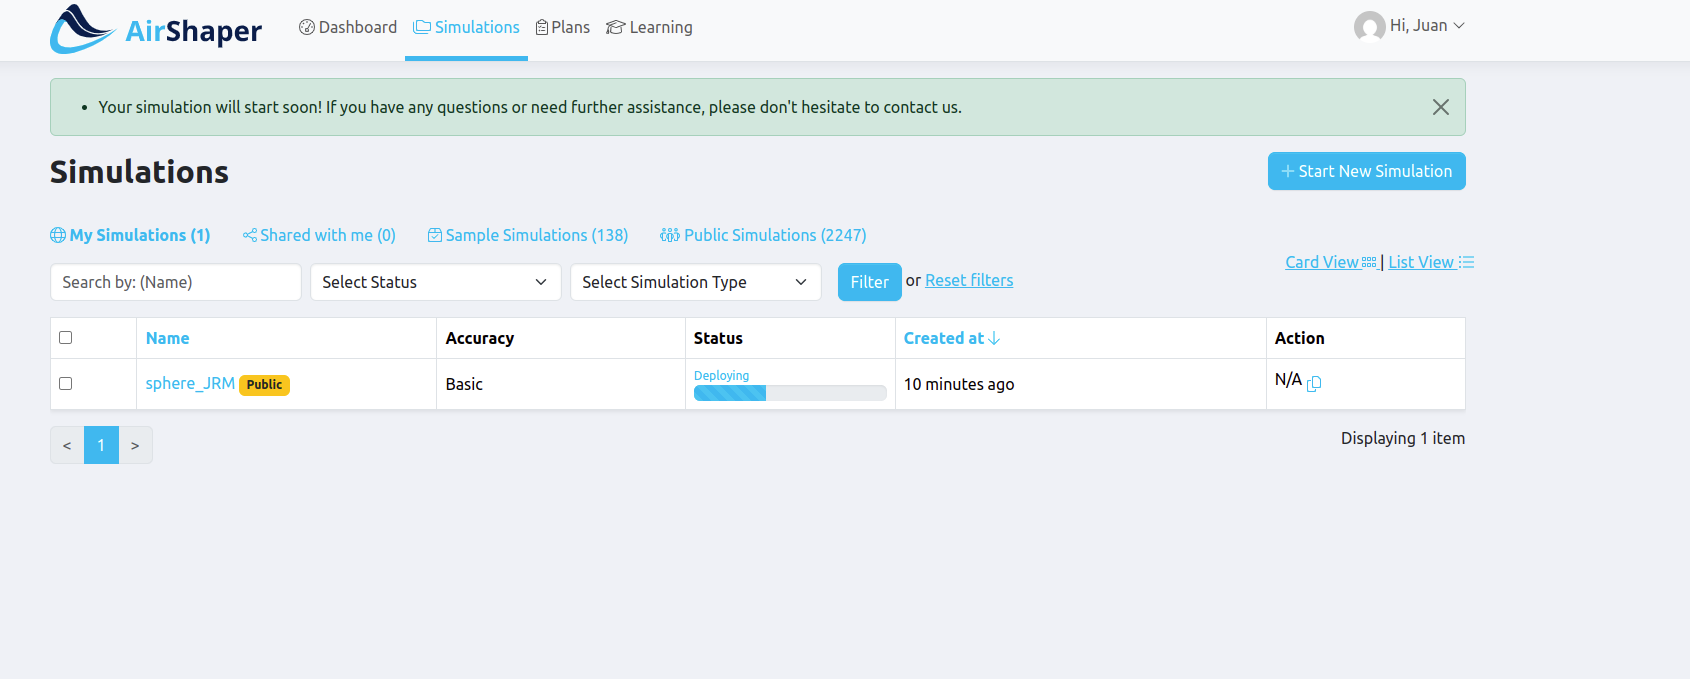 AirShaper Dashboard Simulations Plans Learning Hi, Juan
Your simulation will start soon! If you have any questions or need further assistance, please don't hesitate to contact us.
Simulations
+ Start New Simulation
My Simulations (1) Shared with me (0) Sample Simulations (138) Public Simulations (2247)
Card View | List View
Search by: (Name) Select Status Select Simulation Type Filter or Reset filters
Name Accuracy Status Created at ↓ Action
sphere_JRM Public Basic Deploying 10 minutes ago N/A
< 1 > Displaying 1 item